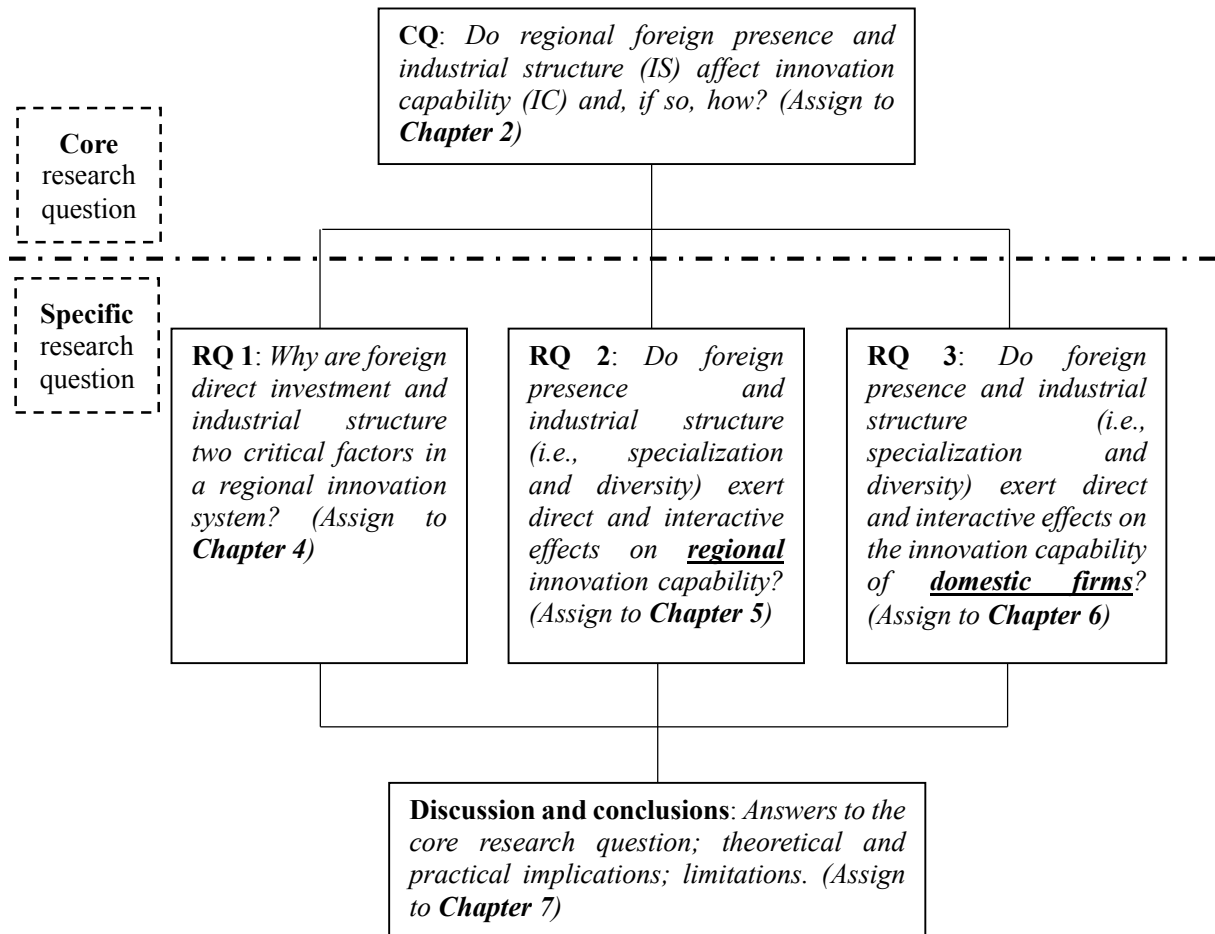 CQ: Do regional foreign presence and
industrial structure (IS) affect innovation
capability (IC) and, if so, how? (Assign to
Chapter 2)
Core
research
question
Specific
research
question
RQ 1: Why are foreign
direct investment and
industrial structure
two critical factors in
a regional innovation
system? (Assign to
Chapter 4)
RQ 2: Do foreign
presence and
industrial structure
(i.e., specialization
and diversity) exert
direct and interactive
effects on regional
innovation capability?
(Assign to Chapter 5)
RQ 3: Do foreign
presence and industrial
structure (i.e.,
specialization and
diversity) exert direct
and interactive effects on
the innovation capability
of domestic firms?
(Assign to Chapter 6)
Discussion and conclusions: Answers to the
core research question; theoretical and
practical implications; limitations. (Assign
to Chapter 7)